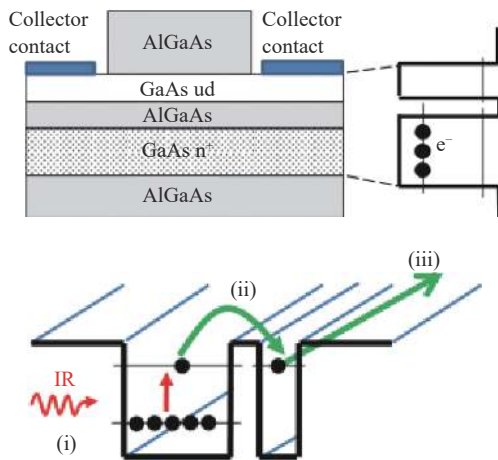 Collector
contact
AlGaAs
Collector
contact
GaAs ud
AlGaAs
GaAs n⁺
AlGaAs
e⁻
(iii)
(ii)
IR
(i)